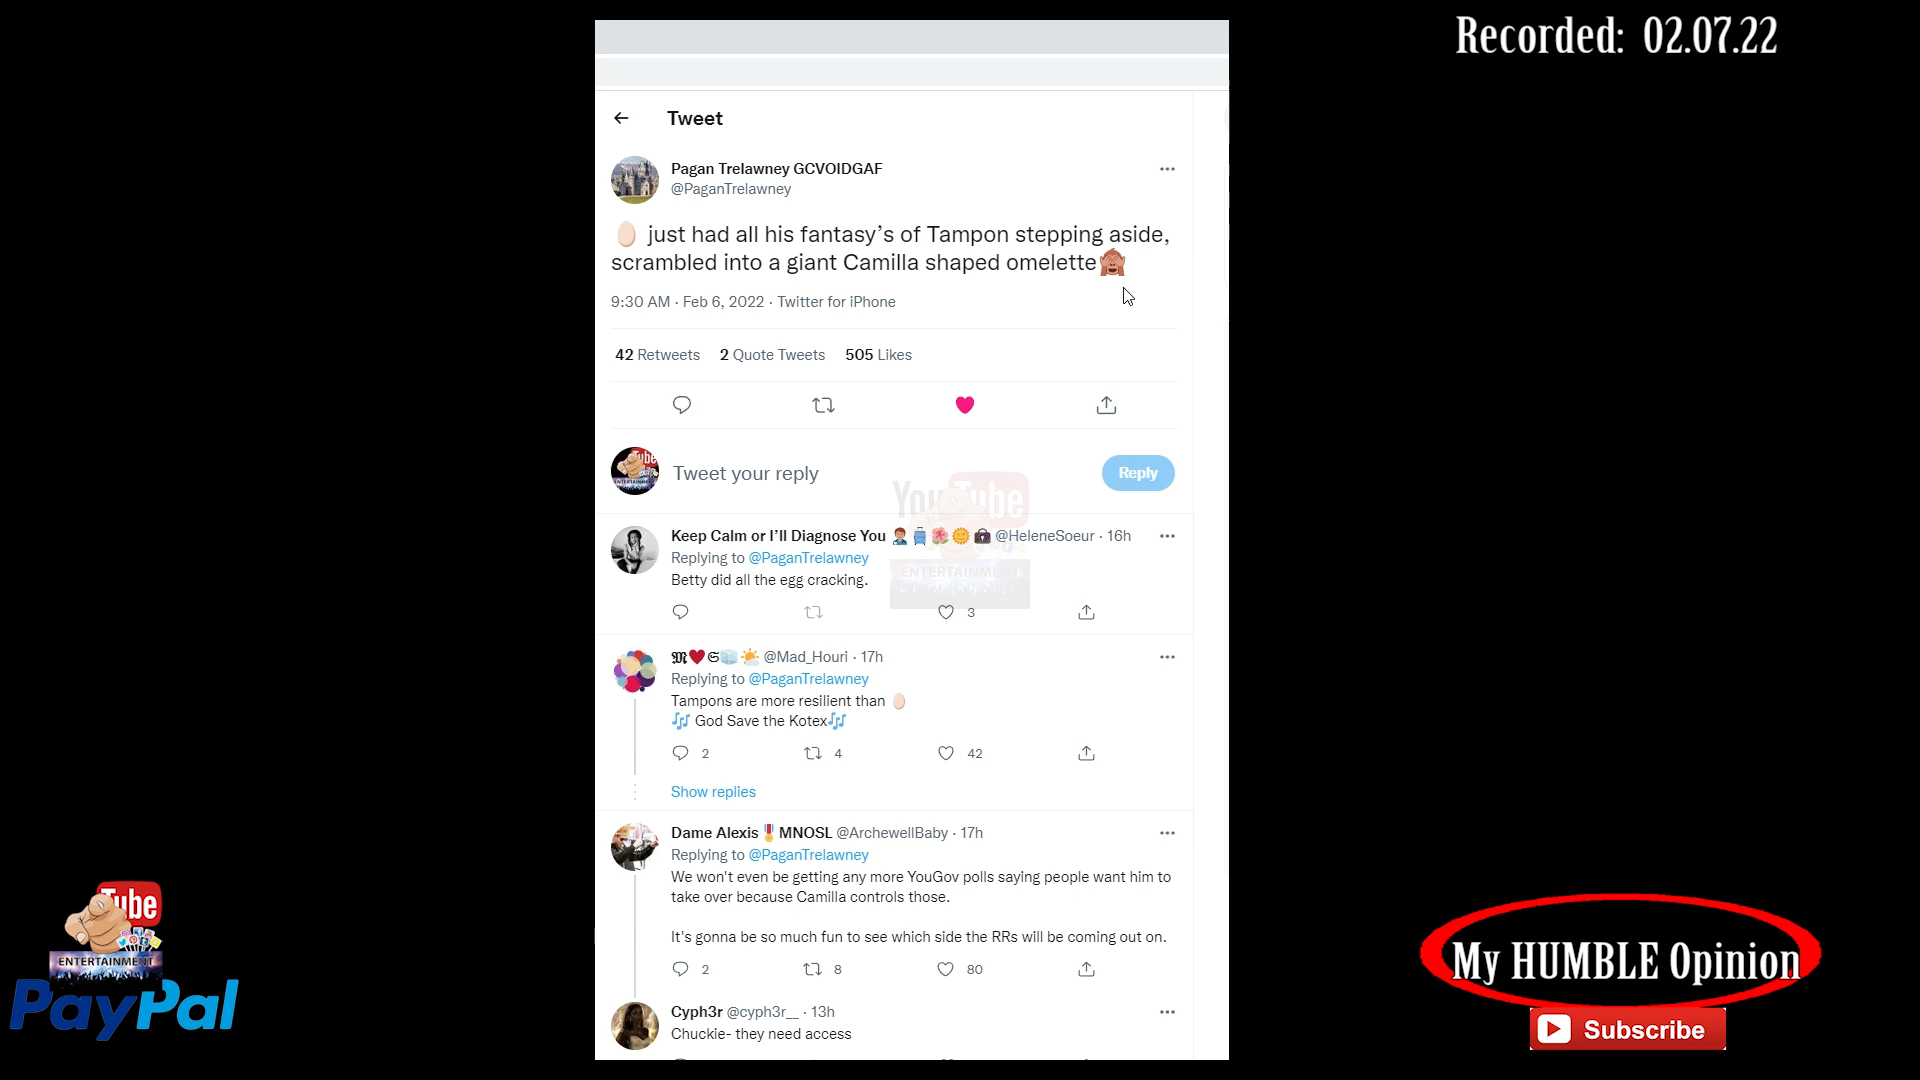 Recorded: 02.07.22
Tweet
Pagan Trelawney GCVOIDGAF
@PaganTrelawney
🥚 just had all his fantasy's of Tampon stepping aside,
scrambled into a giant Camilla shaped omelette🙈
9:30 AM · Feb 6, 2022 · Twitter for iPhone
42 Retweets 2 Quote Tweets 505 Likes
Tweet your reply
Reply
YouTube
ENTERTAINMENT
Keep Calm or I'll Diagnose You @HeleneSoeur · 16h
Replying to @PaganTrelawney
Betty did all the egg cracking.
3
𝕸❤️𝕾🧊🌤️ @Mad_Houri · 17h
Replying to @PaganTrelawney
Tampons are more resilient than 🥚
🎶 God Save the Kotex🎶
2 4 42
Show replies
Dame Alexis🎖️MNOSL @ArchewellBaby · 17h
Replying to @PaganTrelawney
We won't even be getting any more YouGov polls saying people want him to
take over because Camilla controls those.
It's gonna be so much fun to see which side the RRs will be coming out on.
2 8 80
Cyph3r @cyph3r__ · 13h
Chuckie- they need access
Tube
ENTERTAINMENT
PayPal
My HUMBLE Opinion
Subscribe